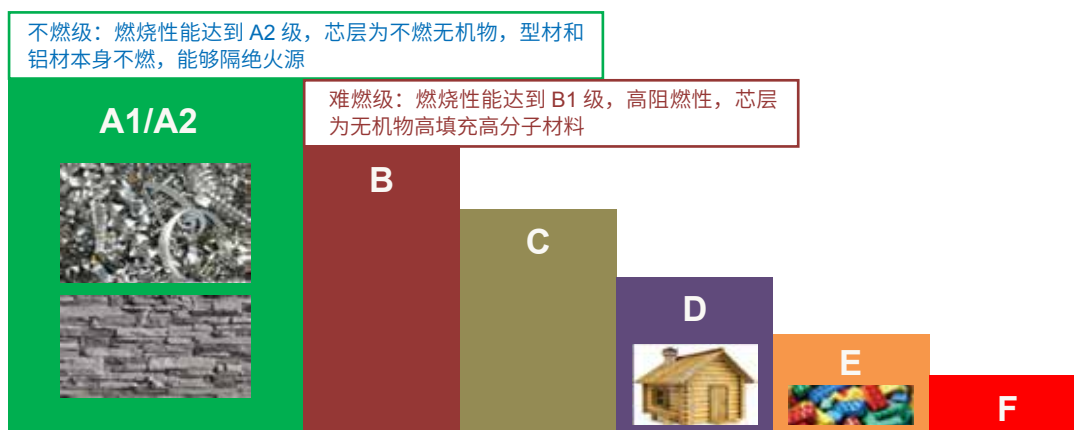 不燃级：燃烧性能达到 A2 级，芯层为不燃无机物，型材和
铝材本身不燃，能够隔绝火源
难燃级：燃烧性能达到 B1 级，高阻燃性，芯层
为无机物高填充高分子材料
A1/A2
B
C
D
E
F